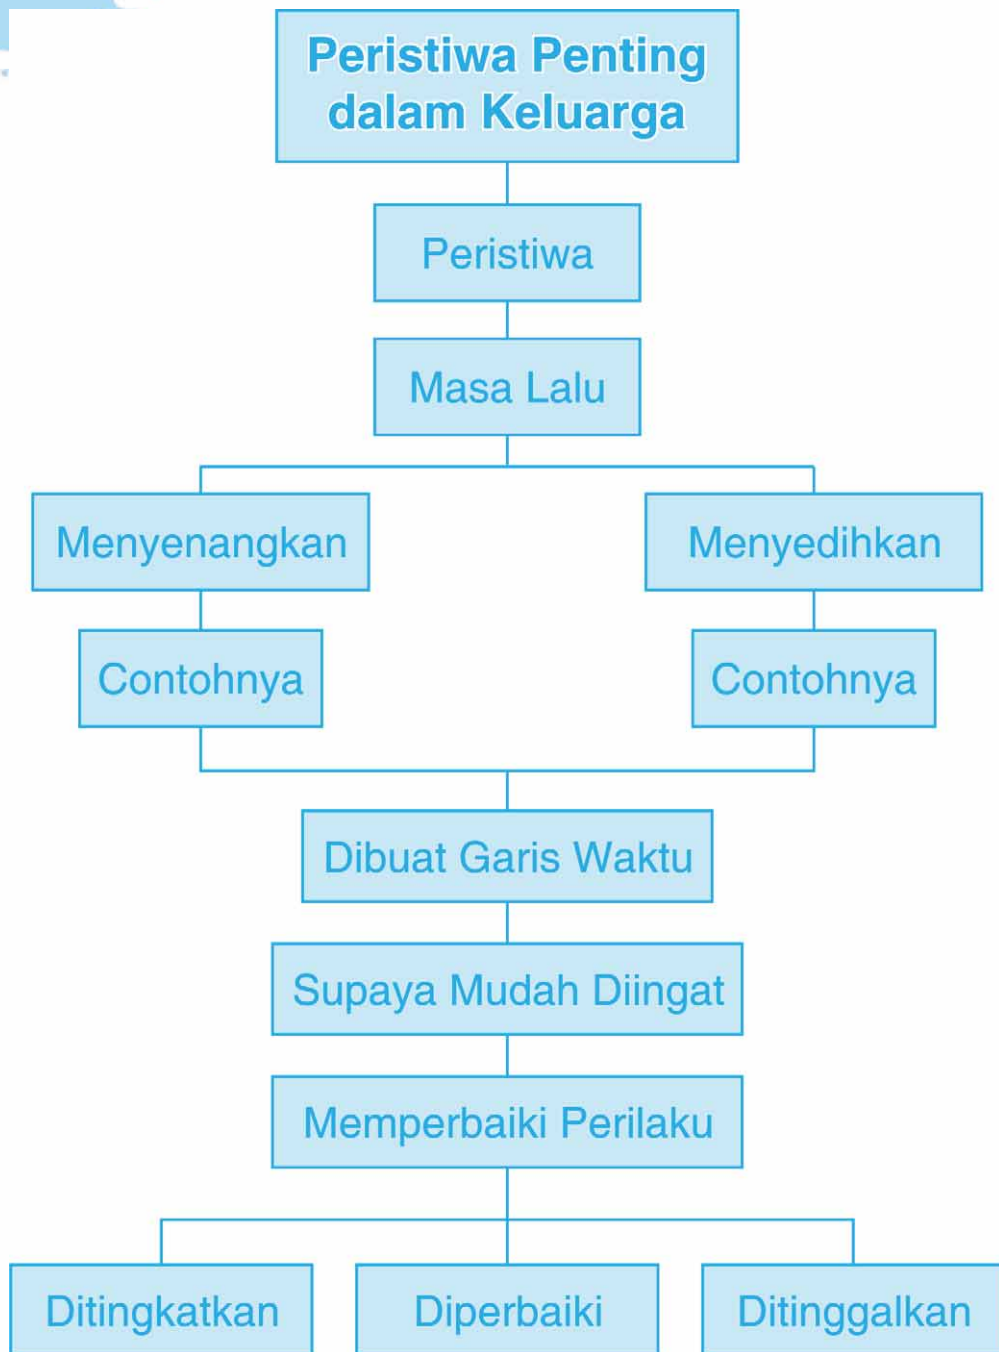 Peristiwa Penting
dalam Keluarga
Peristiwa
Masa Lalu
Menyenangkan
Menyedihkan
Contohnya
Contohnya
Dibuat Garis Waktu
Supaya Mudah Diingat
Memperbaiki Perilaku
Ditingkatkan
Diperbaiki
Ditinggalkan